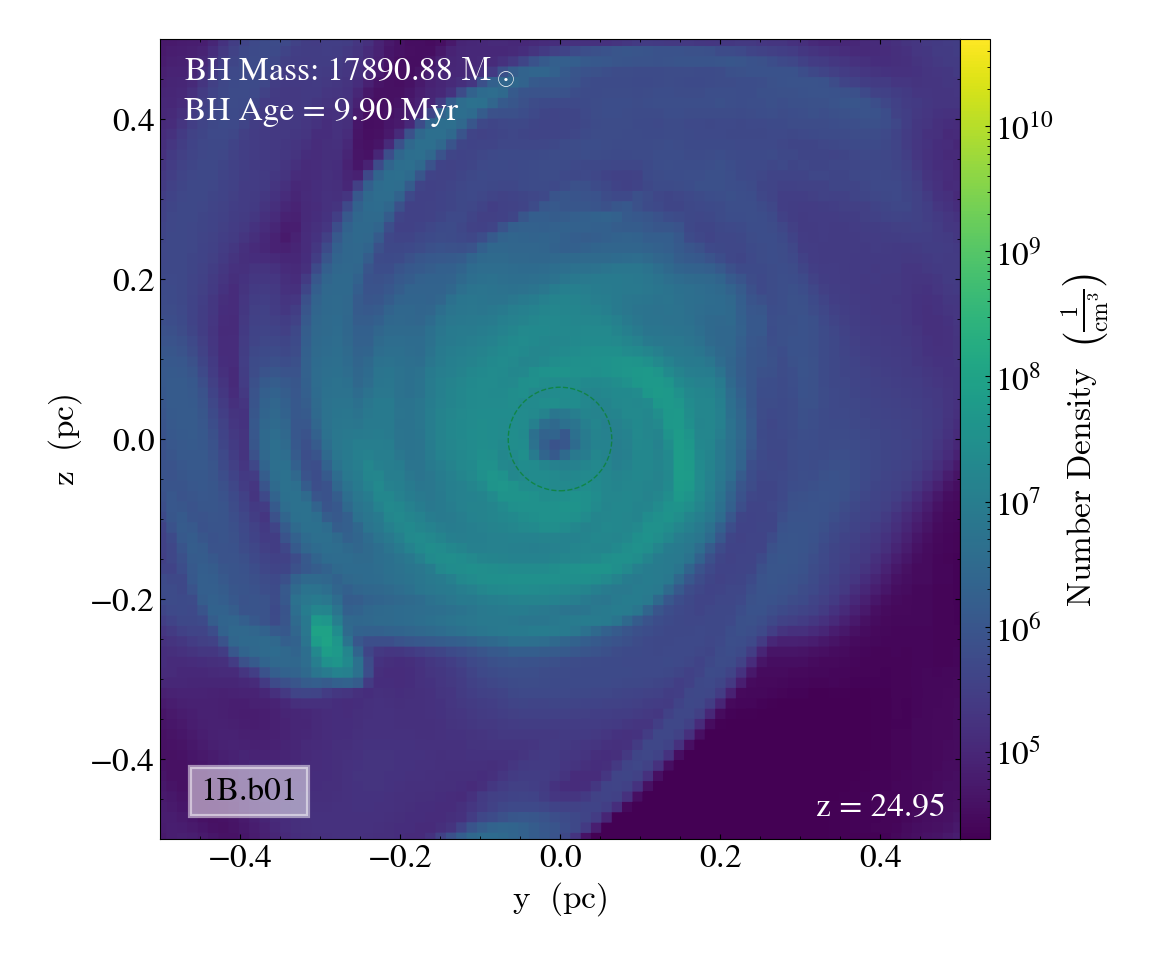 BH Mass: 17890.88 M☉
BH Age = 9.90 Myr
0.4
0.2
0.0
−0.2
−0.4
z (pc)
1B.b01
z = 24.95
−0.4 −0.2 0.0 0.2 0.4
y (pc)
10^10
10^9
10^8
10^7
10^6
10^5
Number Density (1/cm^3)